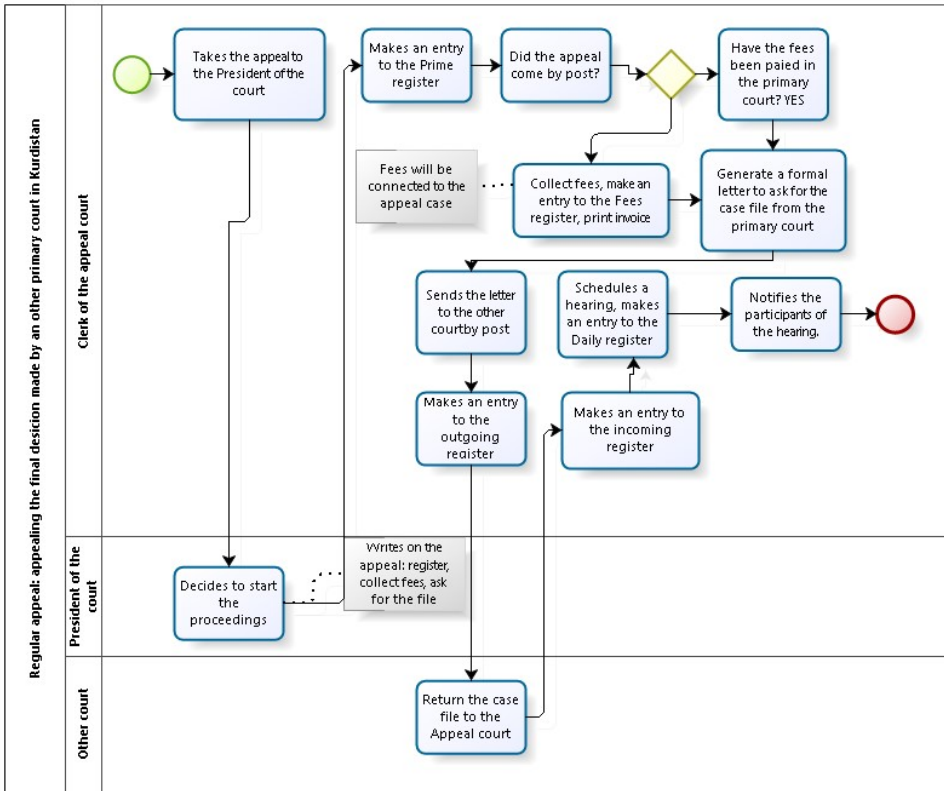 Regular appeal: appealing the final desicion made by an other primary court in Kurdistan
Clerk of the appeal court
Takes the appeal to
the President of the
court
Makes an entry
to the Prime
register
Did the appeal
come by post?
Have the fees
been paied in
the primary
court? YES
Fees will be
connected to the
appeal case
Collect fees, make an
entry to the Fees
register, print invoice
Generate a formal
letter to ask for the
case file from the
primary court
Sends the letter
to the other
courtby post
Schedules a
hearing, makes
an entry to the
Daily register
Notifies the
participants of
the hearing.
Makes an entry
to the
outgoing
register
Makes an entry to
the incoming
register
President of the
court
Decides to start
the
proceedings
Writes on the
appeal: register,
collect fees, ask
for the file
Other court
Return the case
file to the
Appeal court